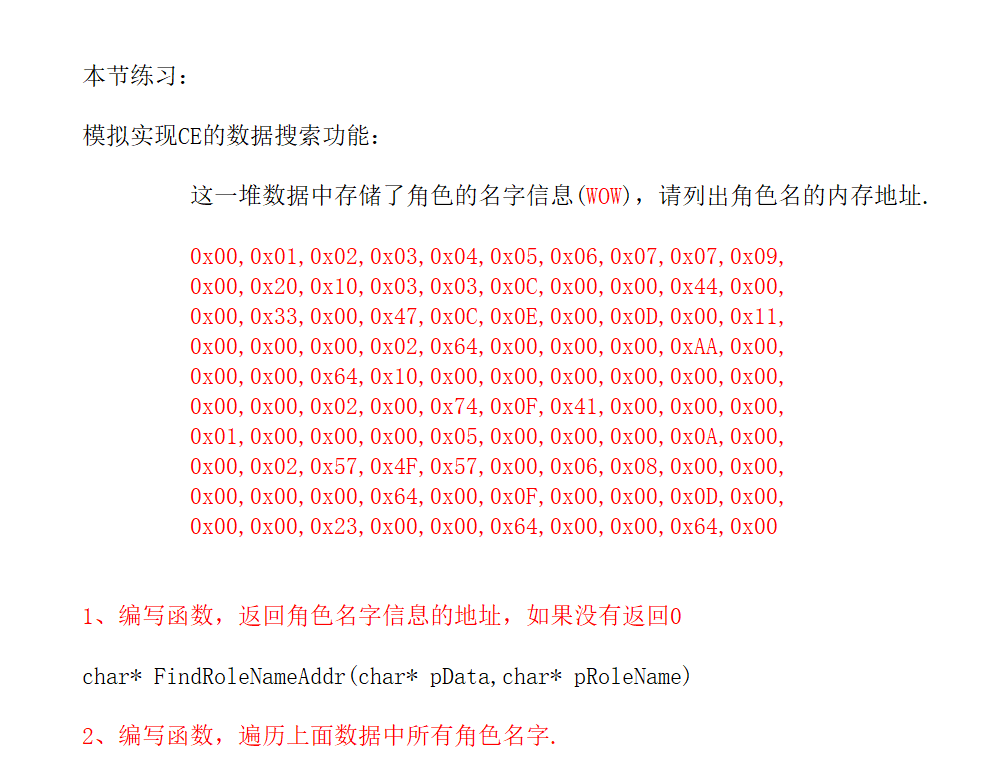 本节练习:
模拟实现CE的数据搜索功能:
这一堆数据中存储了角色的名字信息(WOW)，请列出角色名的内存地址.
0x00,0x01,0x02,0x03,0x04,0x05,0x06,0x07,0x07,0x09,
0x00,0x20,0x10,0x03,0x03,0x0C,0x00,0x00,0x44,0x00,
0x00,0x33,0x00,0x47,0x0C,0x0E,0x00,0x0D,0x00,0x11,
0x00,0x00,0x00,0x02,0x64,0x00,0x00,0x00,0xAA,0x00,
0x00,0x00,0x64,0x10,0x00,0x00,0x00,0x00,0x00,0x00,
0x00,0x00,0x02,0x00,0x74,0x0F,0x41,0x00,0x00,0x00,
0x01,0x00,0x00,0x00,0x05,0x00,0x00,0x00,0x0A,0x00,
0x00,0x02,0x57,0x4F,0x57,0x00,0x06,0x08,0x00,0x00,
0x00,0x00,0x00,0x64,0x00,0x0F,0x00,0x00,0x0D,0x00,
0x00,0x00,0x23,0x00,0x00,0x64,0x00,0x00,0x64,0x00
1、编写函数，返回角色名字信息的地址，如果没有返回0
char* FindRoleNameAddr(char* pData,char* pRoleName)
2、编写函数，遍历上面数据中所有角色名字.